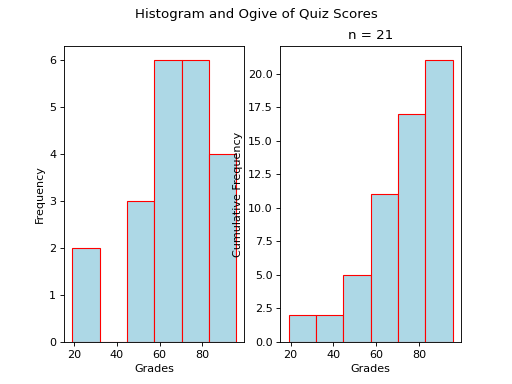 Histogram and Ogive of Quiz Scores
Frequency
6
5
4
3
2
1
0
20 40 60 80
Grades
n = 21
Cumulative Frequency
20.0
17.5
15.0
12.5
10.0
7.5
5.0
2.5
0.0
20 40 60 80
Grades